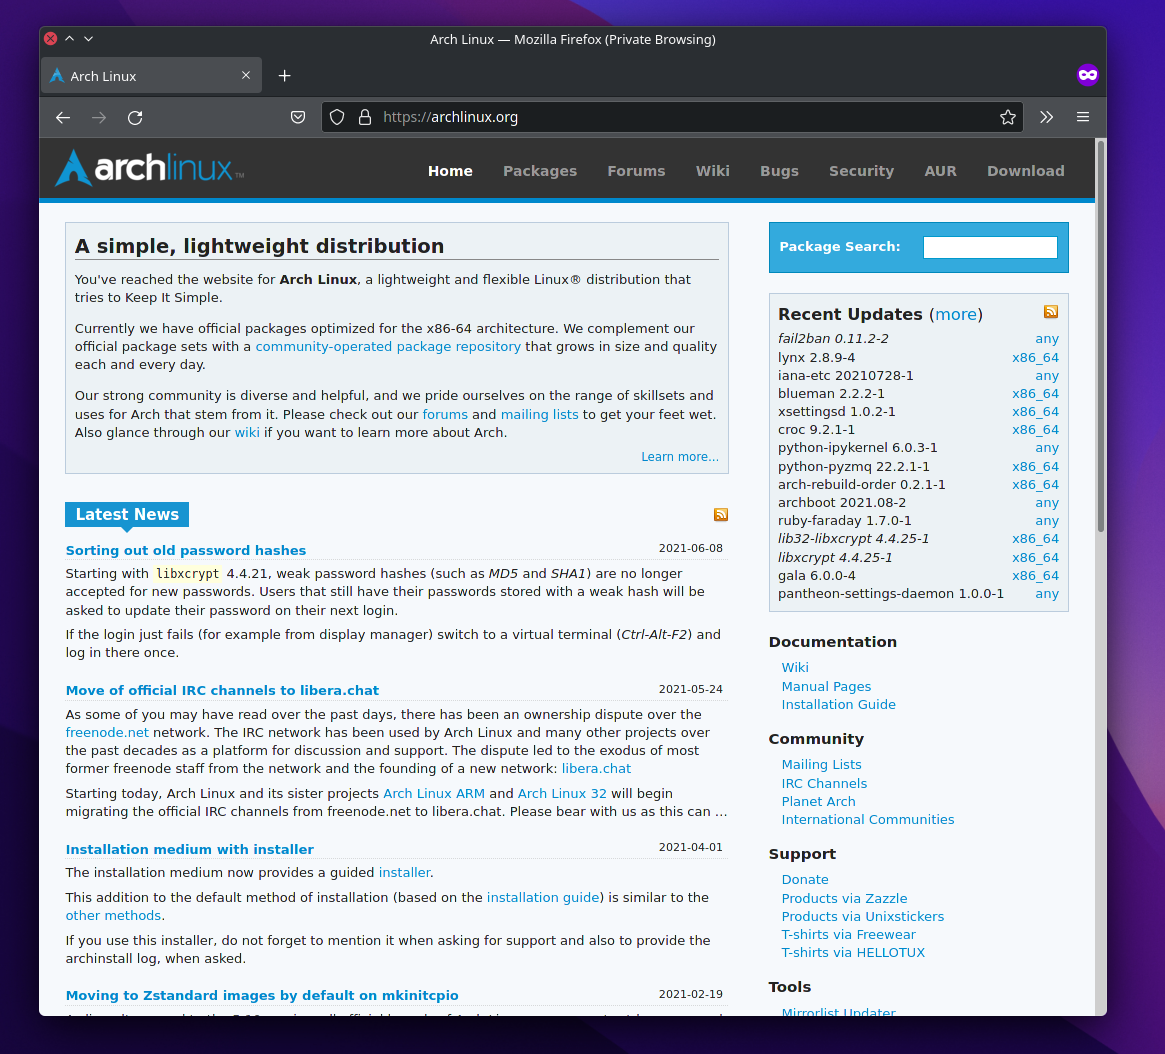 Arch Linux — Mozilla Firefox (Private Browsing)
Arch Linux
https://archlinux.org
archlinux™
Home Packages Forums Wiki Bugs Security AUR Download
A simple, lightweight distribution
You've reached the website for Arch Linux, a lightweight and flexible Linux® distribution that
tries to Keep It Simple.
Currently we have official packages optimized for the x86-64 architecture. We complement our
official package sets with a community-operated package repository that grows in size and quality
each and every day.
Our strong community is diverse and helpful, and we pride ourselves on the range of skillsets and
uses for Arch that stem from it. Please check out our forums and mailing lists to get your feet wet.
Also glance through our wiki if you want to learn more about Arch.
Learn more...
Latest News
Sorting out old password hashes 2021-06-08
Starting with libxcrypt 4.4.21, weak password hashes (such as MD5 and SHA1) are no longer
accepted for new passwords. Users that still have their passwords stored with a weak hash will be
asked to update their password on their next login.
If the login just fails (for example from display manager) switch to a virtual terminal (Ctrl-Alt-F2) and
log in there once.
Move of official IRC channels to libera.chat 2021-05-24
As some of you may have read over the past days, there has been an ownership dispute over the
freenode.net network. The IRC network has been used by Arch Linux and many other projects over
the past decades as a platform for discussion and support. The dispute led to the exodus of most
former freenode staff from the network and the founding of a new network: libera.chat
Starting today, Arch Linux and its sister projects Arch Linux ARM and Arch Linux 32 will begin
migrating the official IRC channels from freenode.net to libera.chat. Please bear with us as this can …
Installation medium with installer 2021-04-01
The installation medium now provides a guided installer.
This addition to the default method of installation (based on the installation guide) is similar to the
other methods.
If you use this installer, do not forget to mention it when asking for support and also to provide the
archinstall log, when asked.
Moving to Zstandard images by default on mkinitcpio 2021-02-19
Package Search:
Recent Updates (more)
fail2ban 0.11.2-2 any
lynx 2.8.9-4 x86_64
iana-etc 20210728-1 any
blueman 2.2.2-1 x86_64
xsettingsd 1.0.2-1 x86_64
croc 9.2.1-1 x86_64
python-ipykernel 6.0.3-1 any
python-pyzmq 22.2.1-1 x86_64
arch-rebuild-order 0.2.1-1 x86_64
archboot 2021.08-2 any
ruby-faraday 1.7.0-1 any
lib32-libxcrypt 4.4.25-1 x86_64
libxcrypt 4.4.25-1 x86_64
gala 6.0.0-4 x86_64
pantheon-settings-daemon 1.0.0-1 any
Documentation
Wiki
Manual Pages
Installation Guide
Community
Mailing Lists
IRC Channels
Planet Arch
International Communities
Support
Donate
Products via Zazzle
Products via Unixstickers
T-shirts via Freewear
T-shirts via HELLOTUX
Tools
Mirrorlist Updater